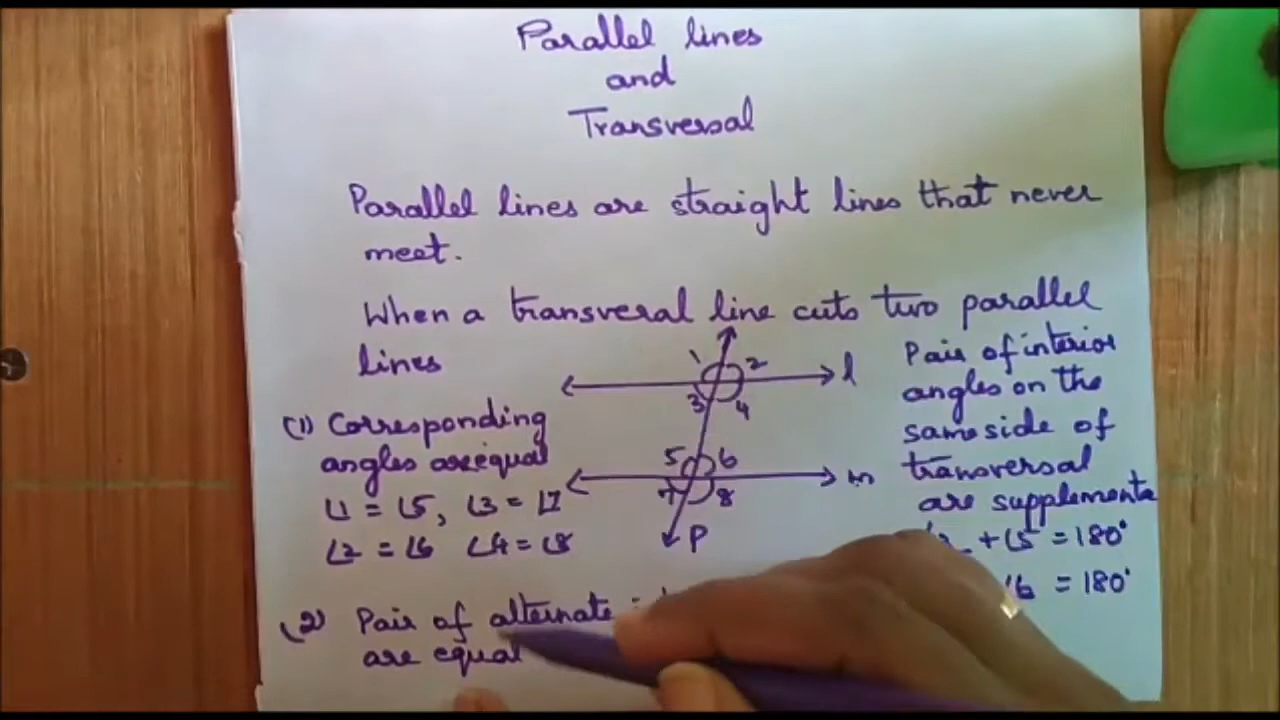 Parallel lines
and
Transversal
Parallel lines are straight lines that never
meet.
When a transveral line cuts two parallel
lines
1 2 l
3 4
5 6
7 8 m
P
(1) Corresponding
angles are equal
∠1 = ∠5, ∠3 = ∠7
∠2 = ∠6 ∠4 = ∠8
(2) Pair of alternate
are equal
Pair of interior
angles on the
same side of
transversal
are supplementa
+ ∠5 = 180°
6 = 180°